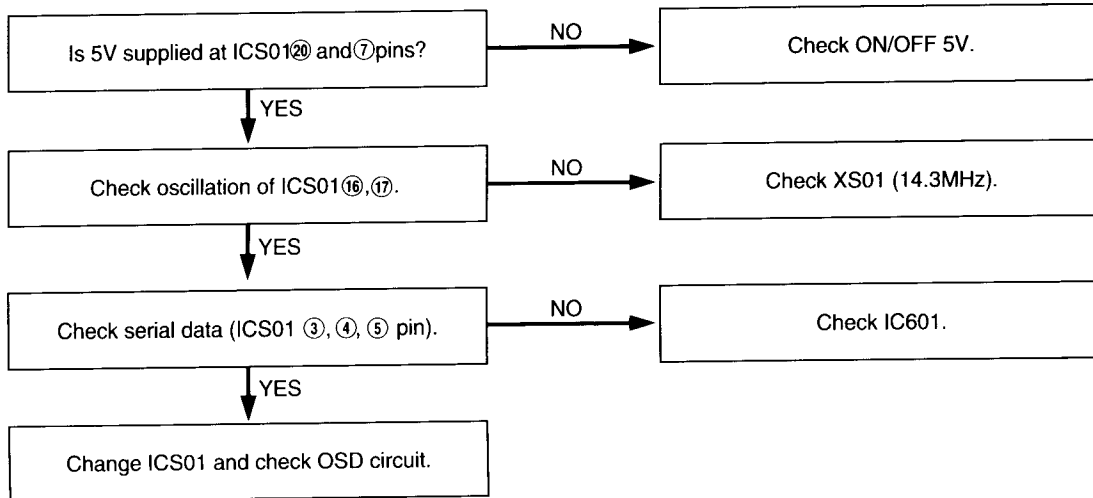 Is 5V supplied at ICS01⑳ and⑦pins?
NO
Check ON/OFF 5V.
YES
Check oscillation of ICS01⑯,⑰.
NO
Check XS01 (14.3MHz).
YES
Check serial data (ICS01 ③, ④, ⑤ pin).
NO
Check IC601.
YES
Change ICS01 and check OSD circuit.